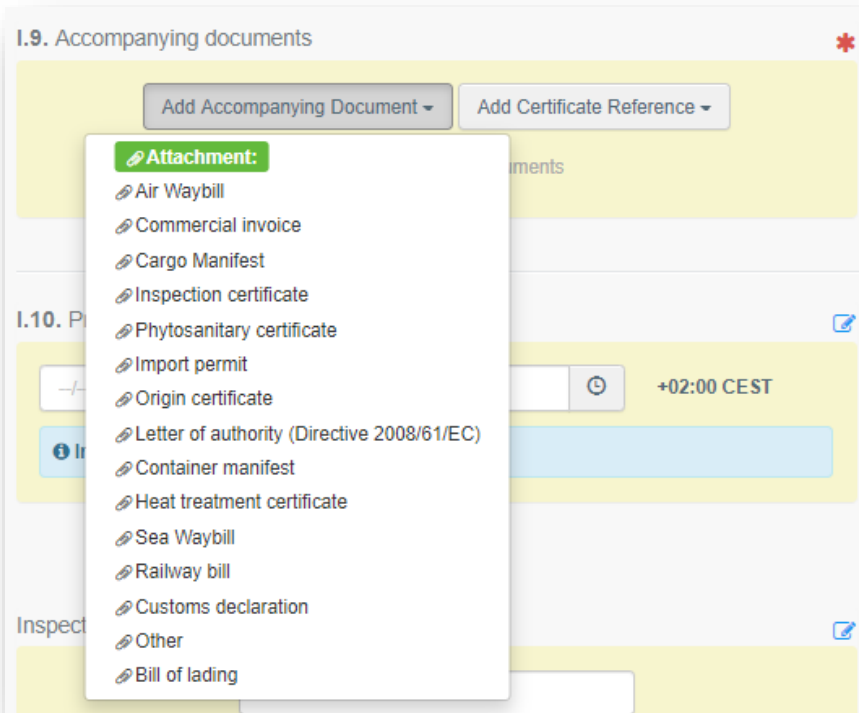 I.9. Accompanying documents
Add Accompanying Document Add Certificate Reference
Attachment:
Air Waybill
Commercial invoice
Cargo Manifest
Inspection certificate
Phytosanitary certificate
Import permit
Origin certificate
Letter of authority (Directive 2008/61/EC)
Container manifest
Heat treatment certificate
Sea Waybill
Railway bill
Customs declaration
Other
Bill of lading
I.10.
--/-- +02:00 CEST